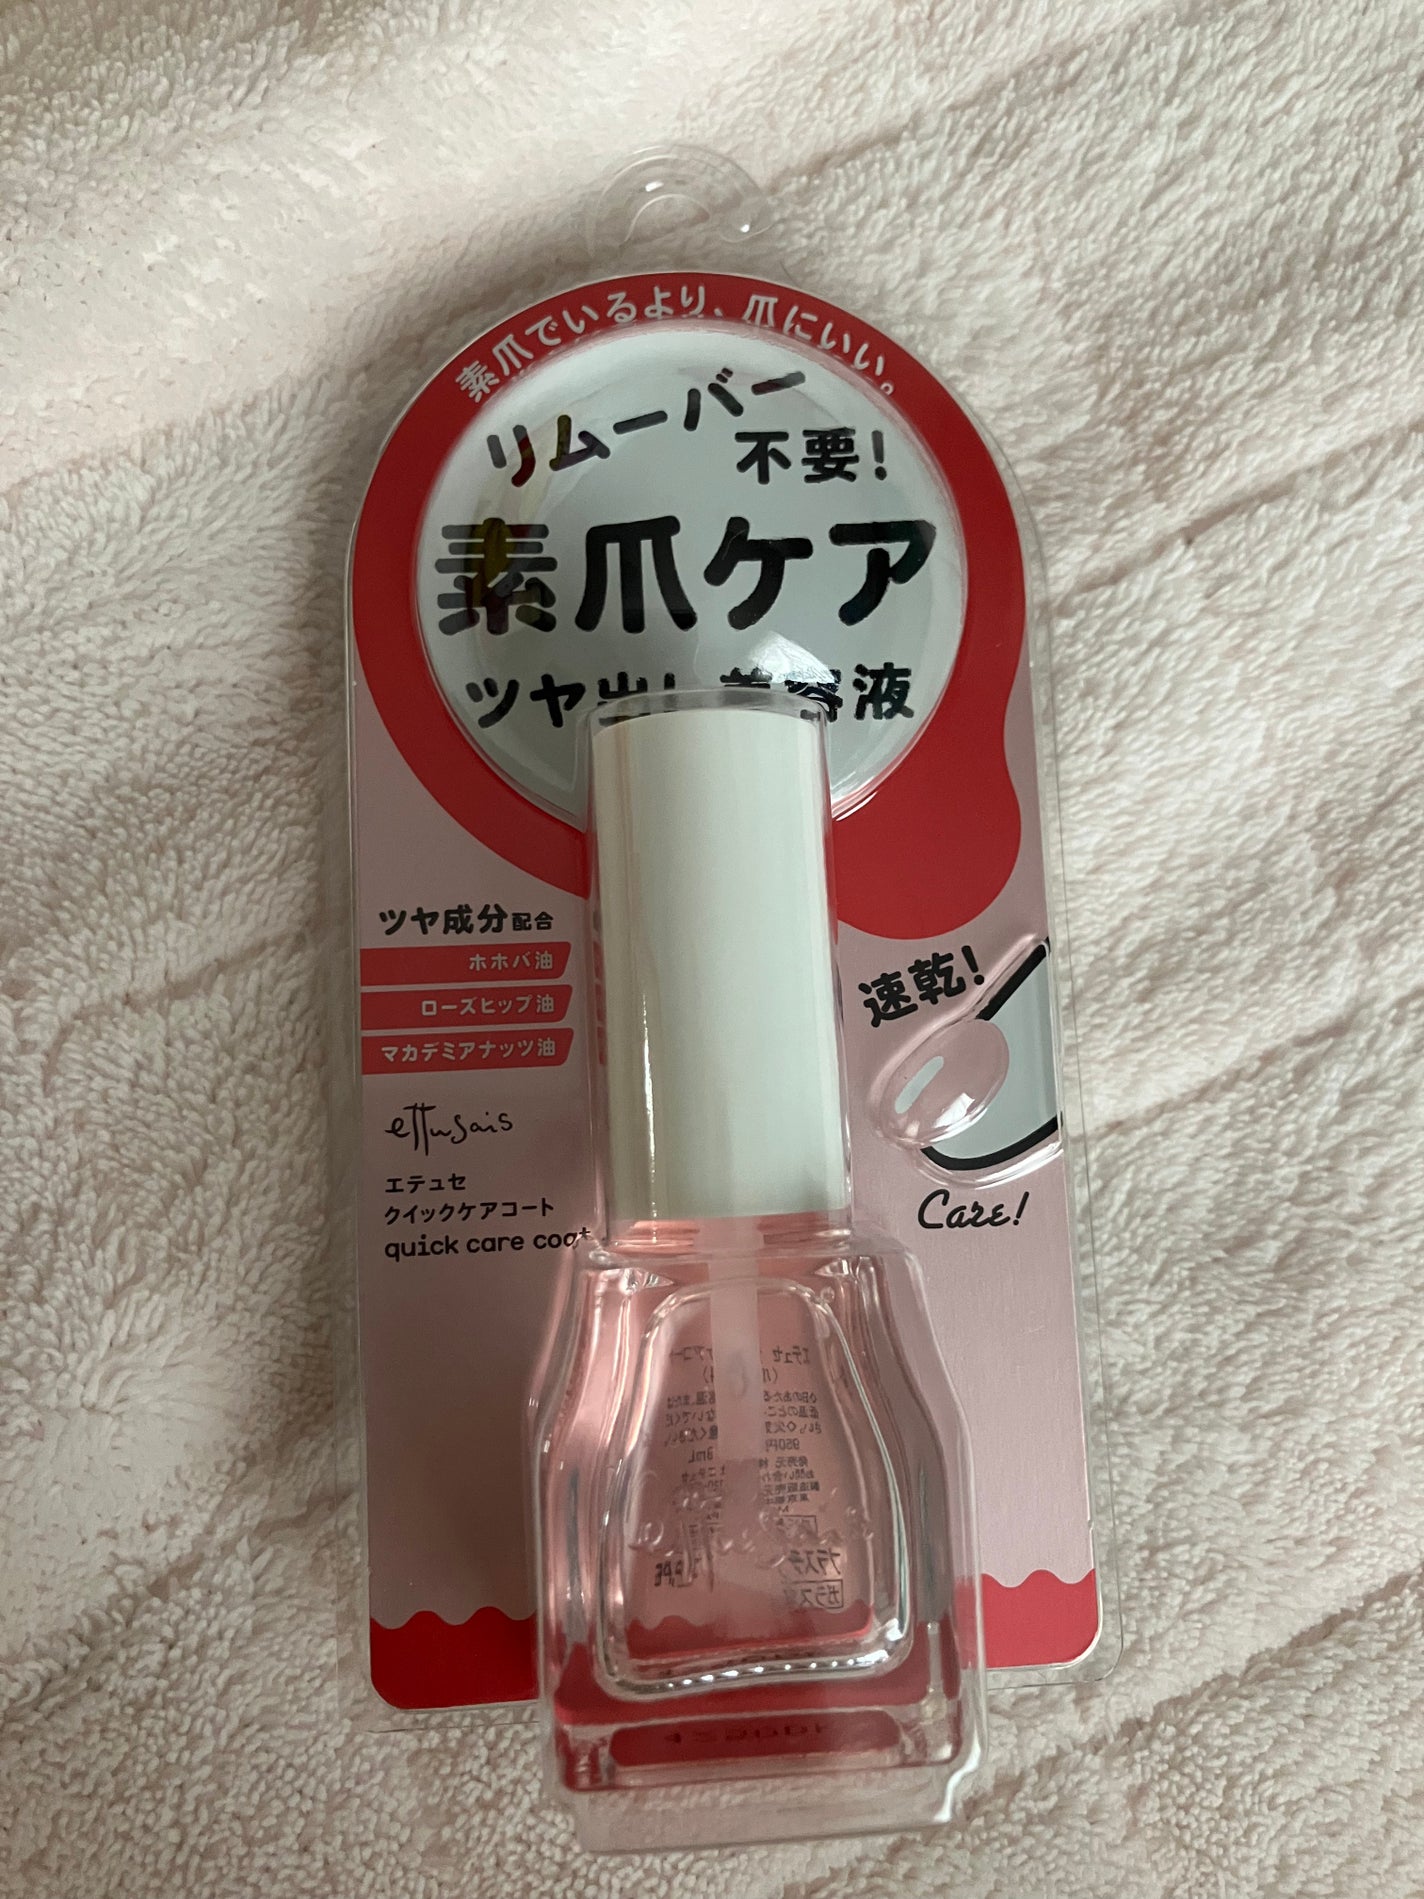 素爪でいるより、爪にいい。
リムーバー
不要!
素爪ケア
ツヤ出し美容液
ツヤ成分配合
ホホバ油
ローズヒップ油
マカデミアナッツ油
速乾!
Care!
ettusais
エテュセ
クイックケアコート
quick care coat